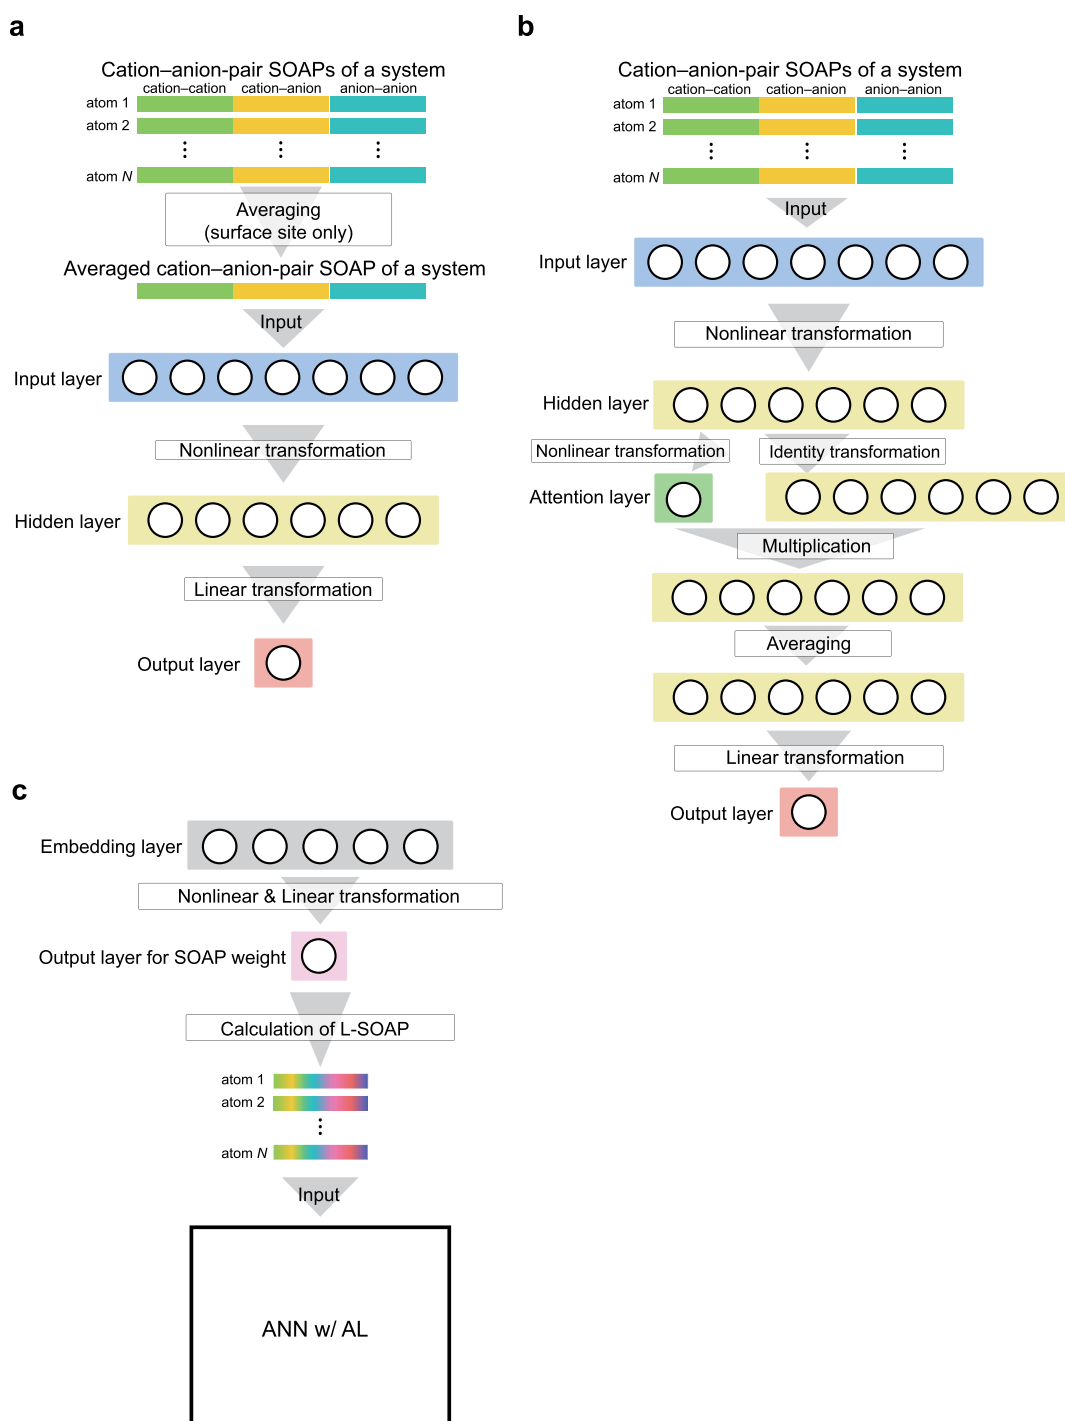 a
Cation–anion-pair SOAPs of a system
cation–cation cation–anion anion–anion
atom 1
atom 2
atom N
Averaging
(surface site only)
Averaged cation–anion-pair SOAP of a system
Input
Input layer
Nonlinear transformation
Hidden layer
Linear transformation
Output layer
b
Cation–anion-pair SOAPs of a system
cation–cation cation–anion anion–anion
atom 1
atom 2
atom N
Input
Input layer
Nonlinear transformation
Hidden layer
Nonlinear transformation Identity transformation
Attention layer
Multiplication
Averaging
Linear transformation
Output layer
c
Embedding layer
Nonlinear & Linear transformation
Output layer for SOAP weight
Calculation of L-SOAP
atom 1
atom 2
atom N
Input
ANN w/ AL